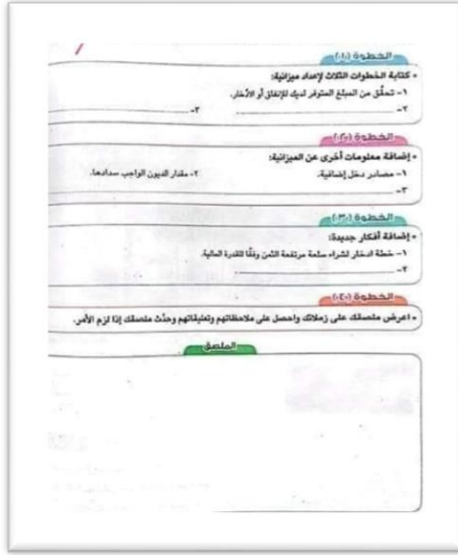 الخطوة (١)
• كتابة الخطوات الثلاث لإعداد ميزانية:
١- تحقَّق من المبلغ المتوفر لديك للإنفاق أو الادِّخار.
٢- ٣-
الخطوة (٢)
• إضافة معلومات أخرى عن الميزانية:
١- مصادر دخل إضافية. ٢- مقدار الديون الواجب سدادها.
٣-
الخطوة (٣)
• إضافة أفكار جديدة:
١- خطة ادخار لشراء سلعة مرتفعة الثمن وفقًا للقدرة المالية.
٢-
الخطوة (٤)
• اعرض ملصقك على زملائك واحصل على ملاحظاتهم وتعليقاتهم وحدِّث ملصقك إذا لزم الأمر.
الملصق